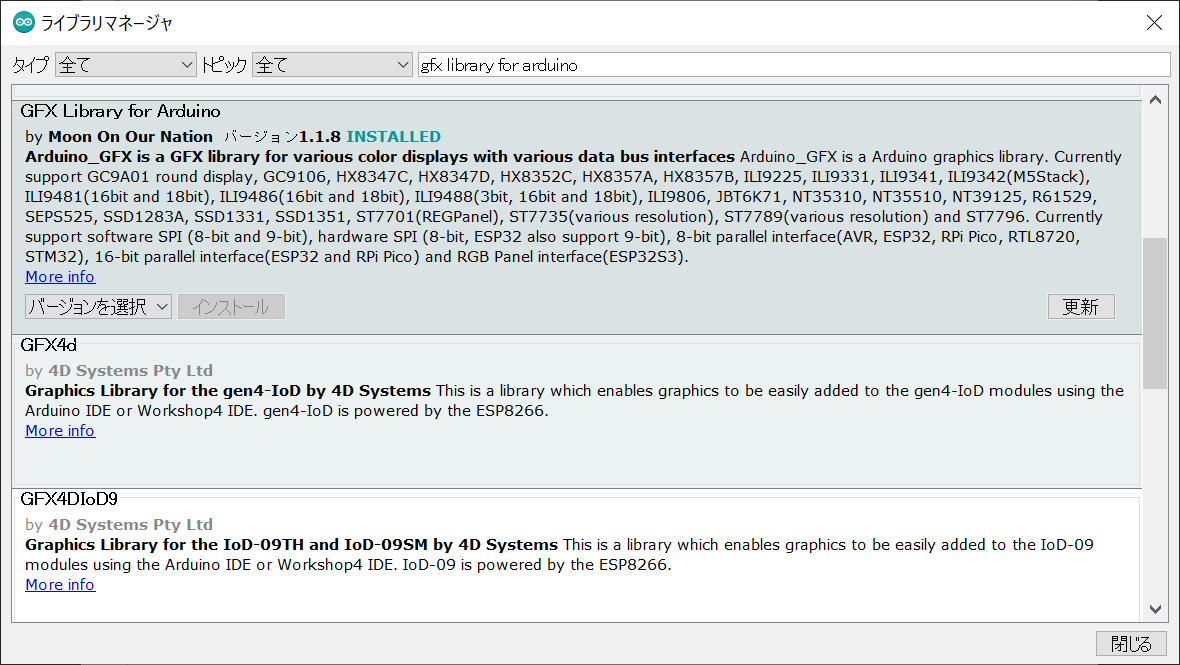 ライブラリマネージャ
タイプ 全て トピック 全て gfx library for arduino
GFX Library for Arduino
by Moon On Our Nation バージョン1.1.8 INSTALLED
Arduino_GFX is a GFX library for various color displays with various data bus interfaces Arduino_GFX is a Arduino graphics library. Currently
support GC9A01 round display, GC9106, HX8347C, HX8347D, HX8352C, HX8357A, HX8357B, ILI9225, ILI9331, ILI9341, ILI9342(M5Stack),
ILI9481(16bit and 18bit), ILI9486(16bit and 18bit), ILI9488(3bit, 16bit and 18bit), ILI9806, JBT6K71, NT35310, NT35510, NT39125, R61529,
SEPS525, SSD1283A, SSD1331, SSD1351, ST7701(REGPanel), ST7735(various resolution), ST7789(various resolution) and ST7796. Currently
support software SPI (8-bit and 9-bit), hardware SPI (8-bit, ESP32 also support 9-bit), 8-bit parallel interface(AVR, ESP32, RPi Pico, RTL8720,
STM32), 16-bit parallel interface(ESP32 and RPi Pico) and RGB Panel interface(ESP32S3).
More info
バージョンを選択 インストール 更新
GFX4d
by 4D Systems Pty Ltd
Graphics Library for the gen4-IoD by 4D Systems This is a library which enables graphics to be easily added to the gen4-IoD modules using the
Arduino IDE or Workshop4 IDE. gen4-IoD is powered by the ESP8266.
More info
GFX4DIoD9
by 4D Systems Pty Ltd
Graphics Library for the IoD-09TH and IoD-09SM by 4D Systems This is a library which enables graphics to be easily added to the IoD-09
modules using the Arduino IDE or Workshop4 IDE. IoD-09 is powered by the ESP8266.
More info
閉じる